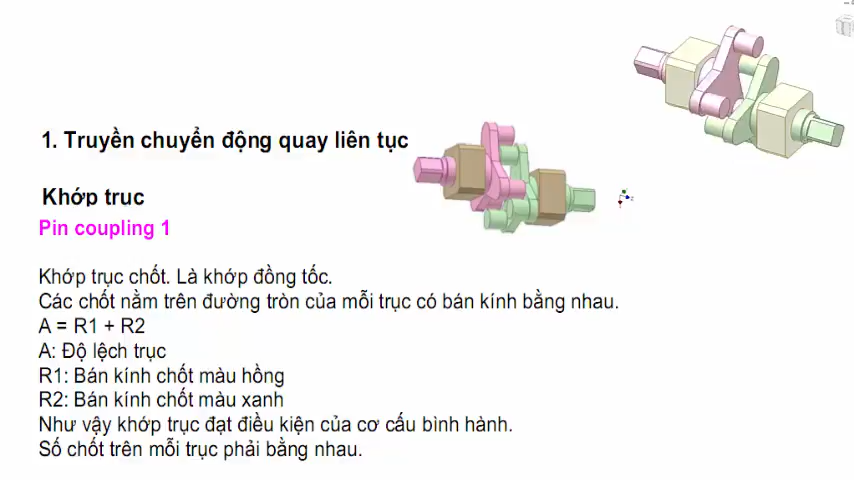 1. Truyền chuyển động quay liên tục
Khớp trục
Pin coupling 1
Khớp trục chốt. Là khớp đồng tốc.
Các chốt nằm trên đường tròn của mỗi trục có bán kính bằng nhau.
A = R1 + R2
A: Độ lệch trục
R1: Bán kính chốt màu hồng
R2: Bán kính chốt màu xanh
Như vậy khớp trục đạt điều kiện của cơ cấu bình hành.
Số chốt trên mỗi trục phải bằng nhau.